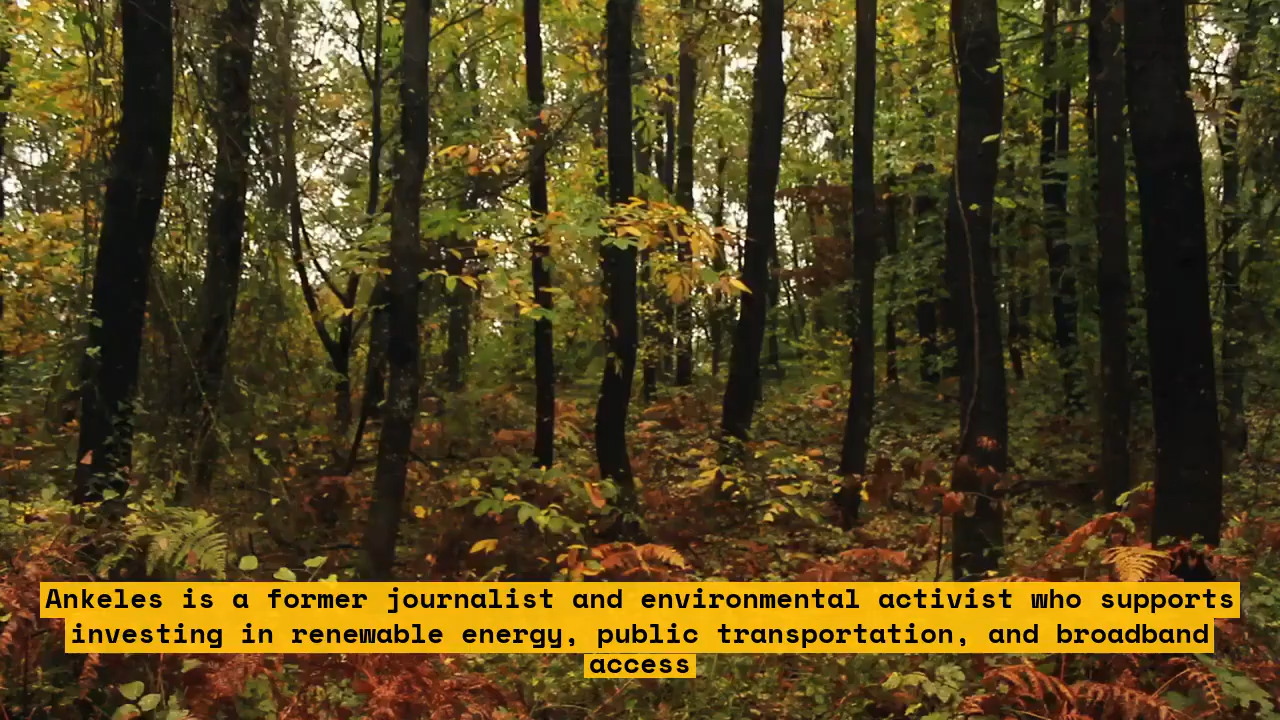 Ankeles is a former journalist and environmental activist who supports
investing in renewable energy, public transportation, and broadband
access